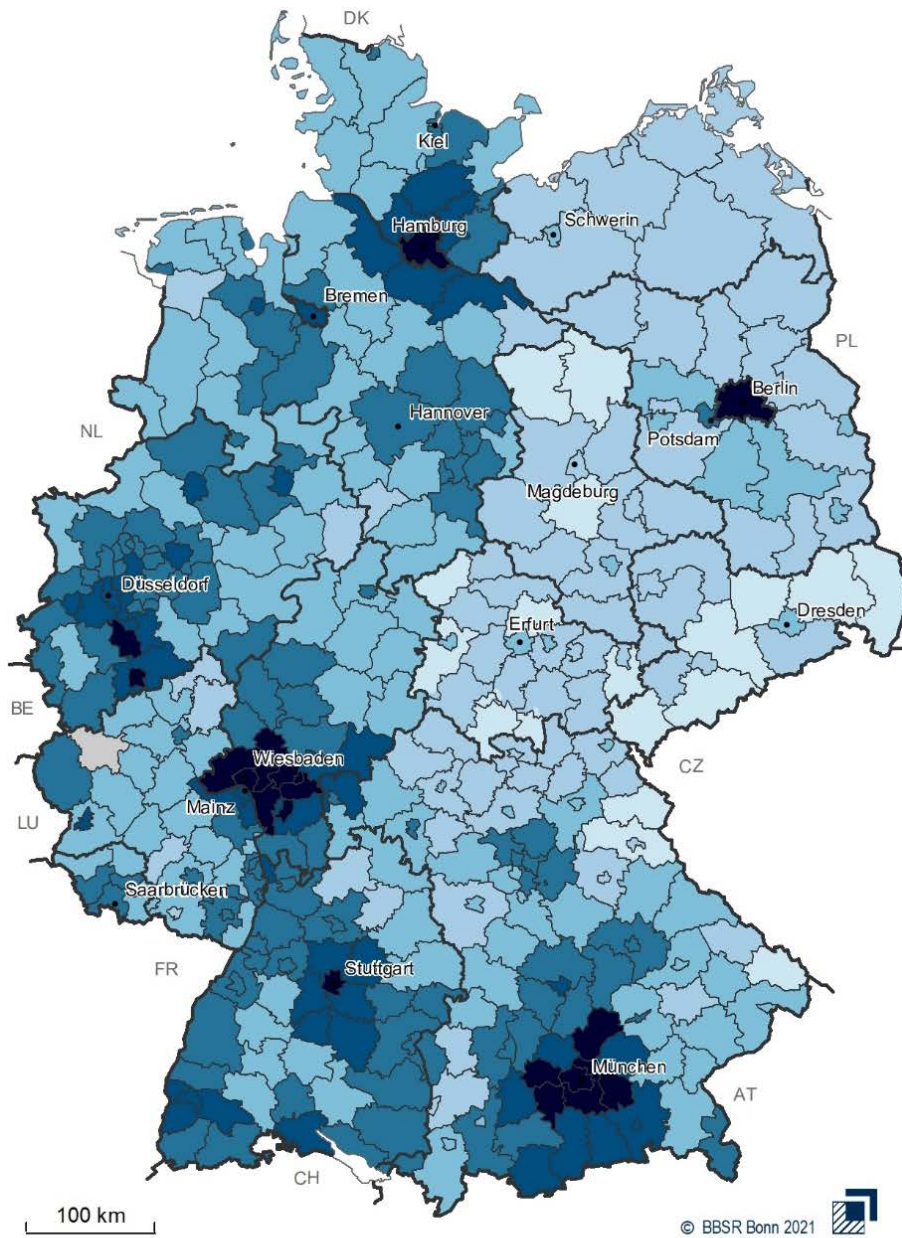 DK
Kiel
Schwerin
Hamburg
Bremen
PL
Berlin
Hannover
NL
Potsdam
Magdeburg
Düsseldorf
Dresden
Erfurt
BE
Wiesbaden
CZ
Mainz
LU
Saarbrücken
Stuttgart
FR
München
AT
CH
100 km
© BBSR Bonn 2021